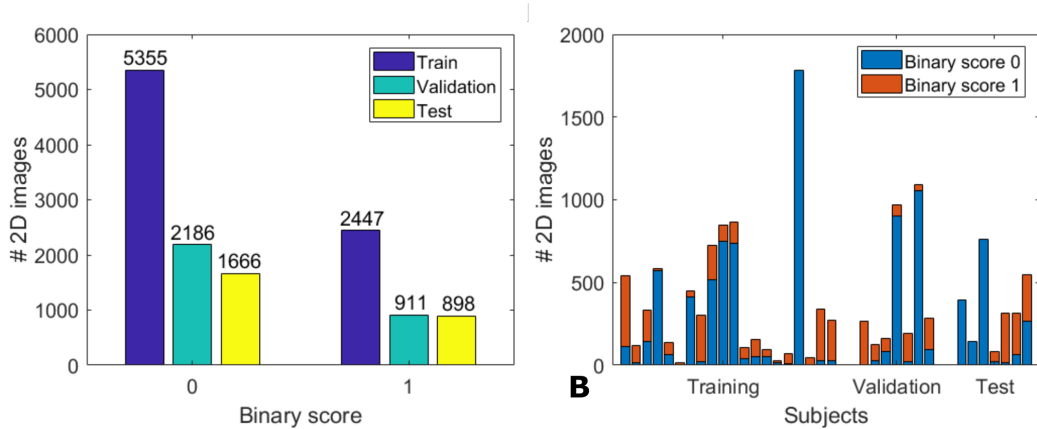 # 2D images
6000
5000
4000
3000
2000
1000
0
5355
2186
1666
2447
911
898
Train
Validation
Test
0
1
Binary score
B
# 2D images
2000
1500
1000
500
0
Binary score 0
Binary score 1
Training
Validation
Test
Subjects